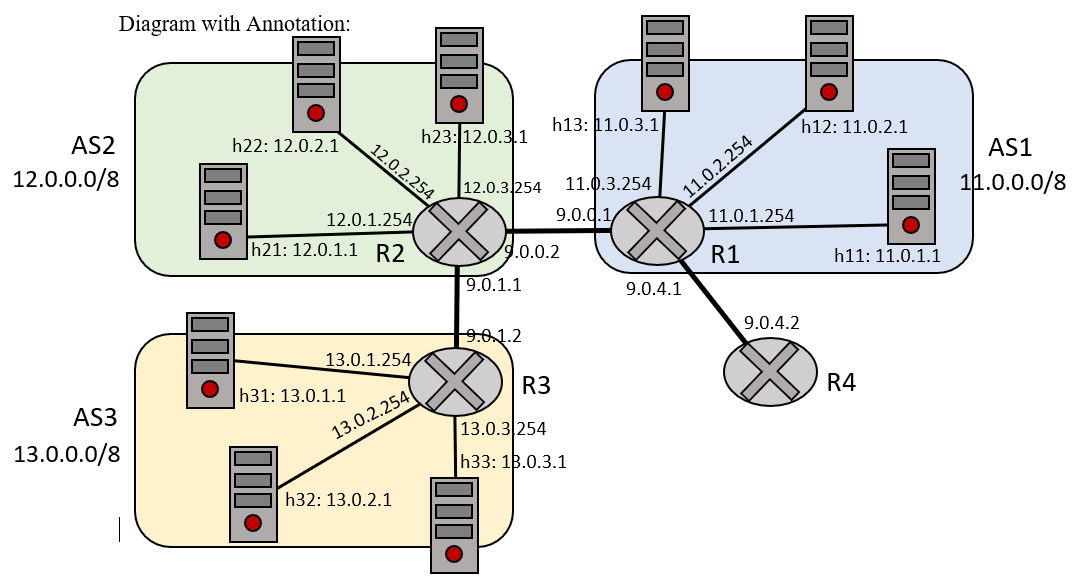 Diagram with Annotation:
AS2
12.0.0.0/8
h22: 12.0.2.1
h23: 12.0.3.1
12.0.2.254
12.0.3.254
12.0.1.254
h21: 12.0.1.1
R2
9.0.0.2
9.0.0.1
9.0.1.1
h13: 11.0.3.1
h12: 11.0.2.1
AS1
11.0.0.0/8
11.0.3.254
11.0.2.254
11.0.1.254
R1
h11: 11.0.1.1
9.0.4.1
9.0.4.2
R4
9.0.1.2
13.0.1.254
R3
h31: 13.0.1.1
AS3
13.0.0.0/8
13.0.2.254
13.0.3.254
h33: 13.0.3.1
h32: 13.0.2.1